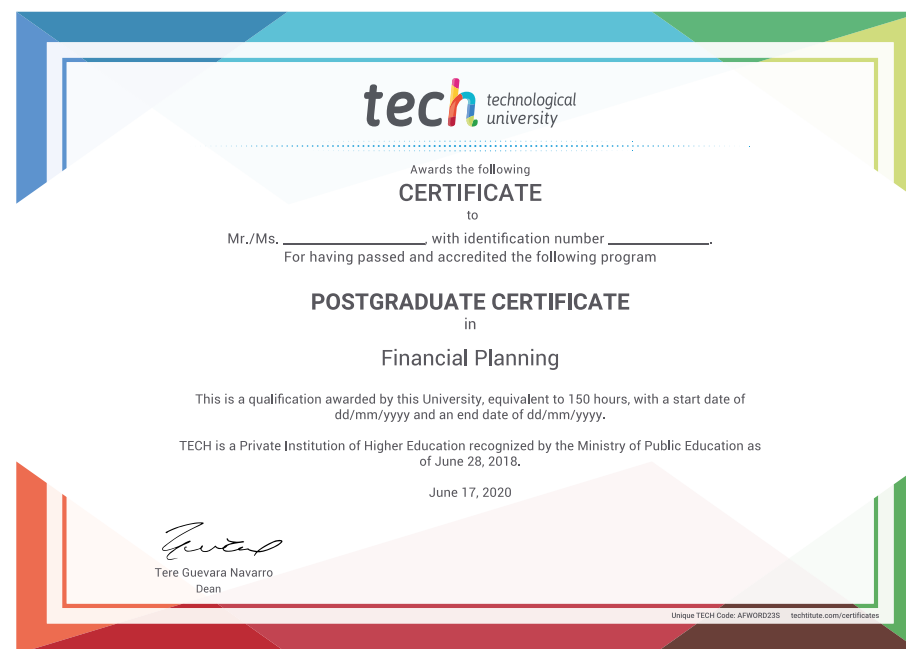 tech technological
university
Awards the following
CERTIFICATE
to
Mr./Ms. ____________________, with identification number ______________.
For having passed and accredited the following program
POSTGRADUATE CERTIFICATE
in
Financial Planning
This is a qualification awarded by this University, equivalent to 150 hours, with a start date of
dd/mm/yyyy and an end date of dd/mm/yyyy.
TECH is a Private Institution of Higher Education recognized by the Ministry of Public Education as
of June 28, 2018.
June 17, 2020
Tere Guevara Navarro
Dean
Unique TECH Code: AFWORD23S techtitute.com/certificates